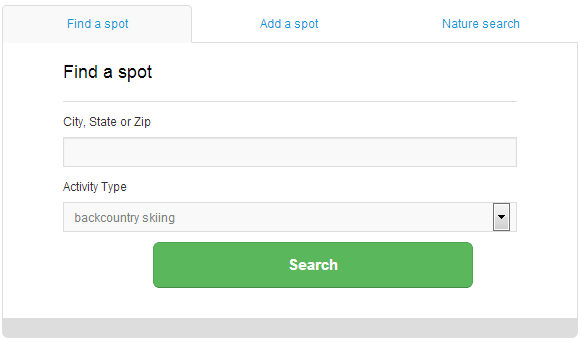 Find a spot Add a spot Nature search
Find a spot
City, State or Zip
Activity Type
backcountry skiing
Search